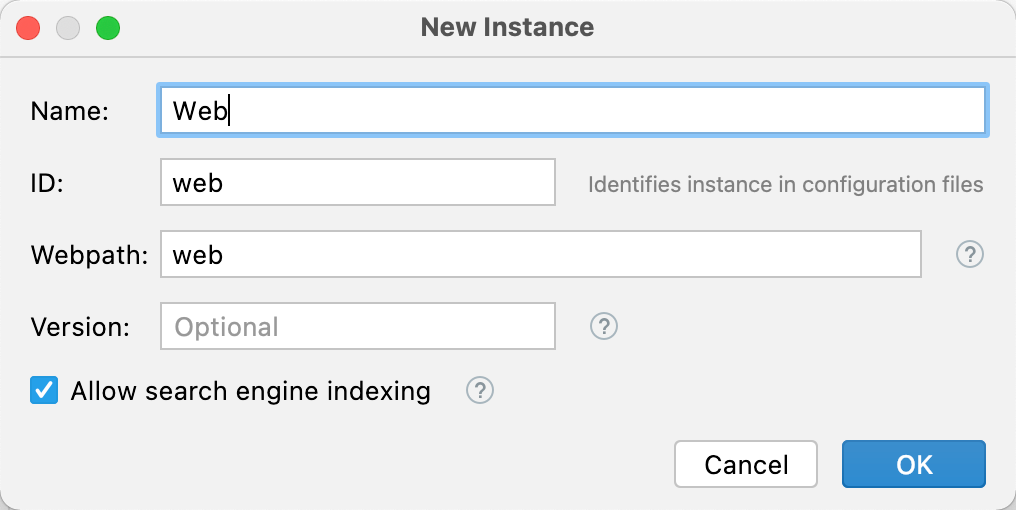 New Instance
Name: Web
ID: web Identifies instance in configuration files
Webpath: web ?
Version: Optional ?
Allow search engine indexing ?
Cancel OK